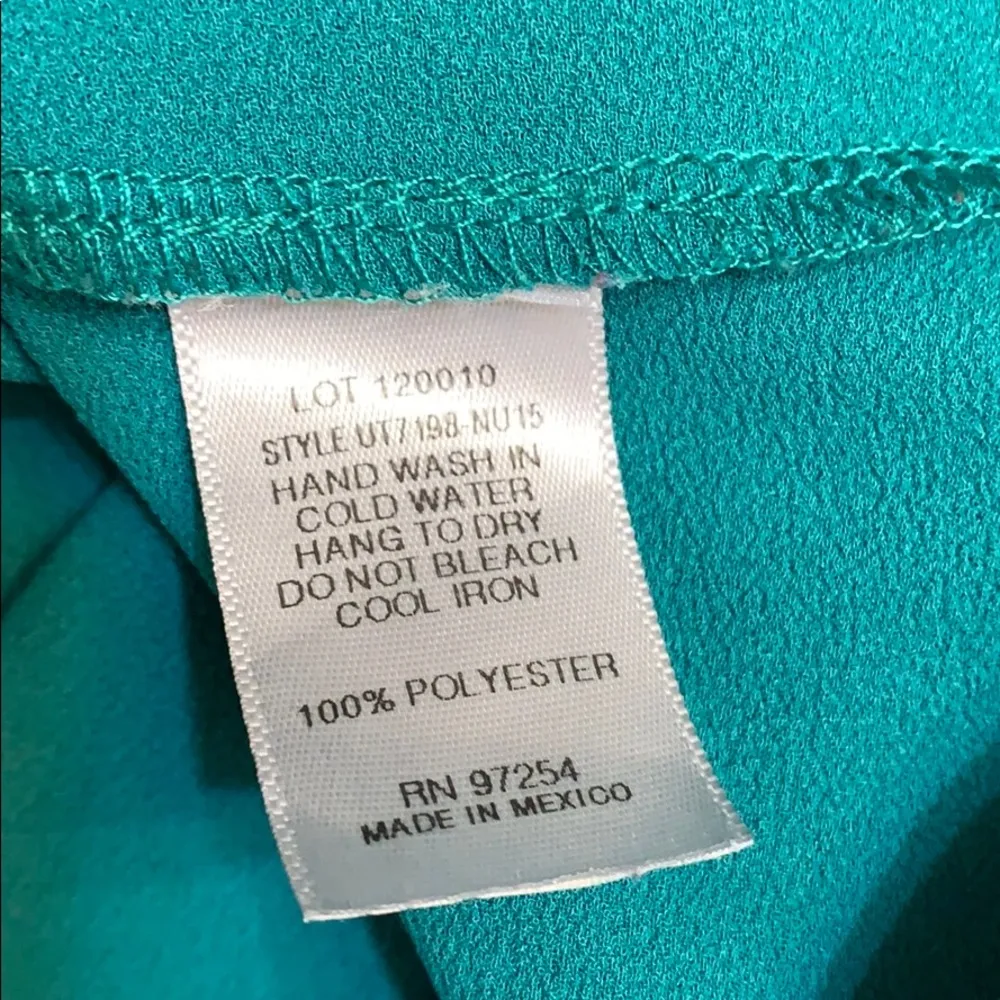 LOT 120010
STYLE UT7198-NU15
HAND WASH IN
COLD WATER
HANG TO DRY
DO NOT BLEACH
COOL IRON
100% POLYESTER
RN 97254
MADE IN MEXICO